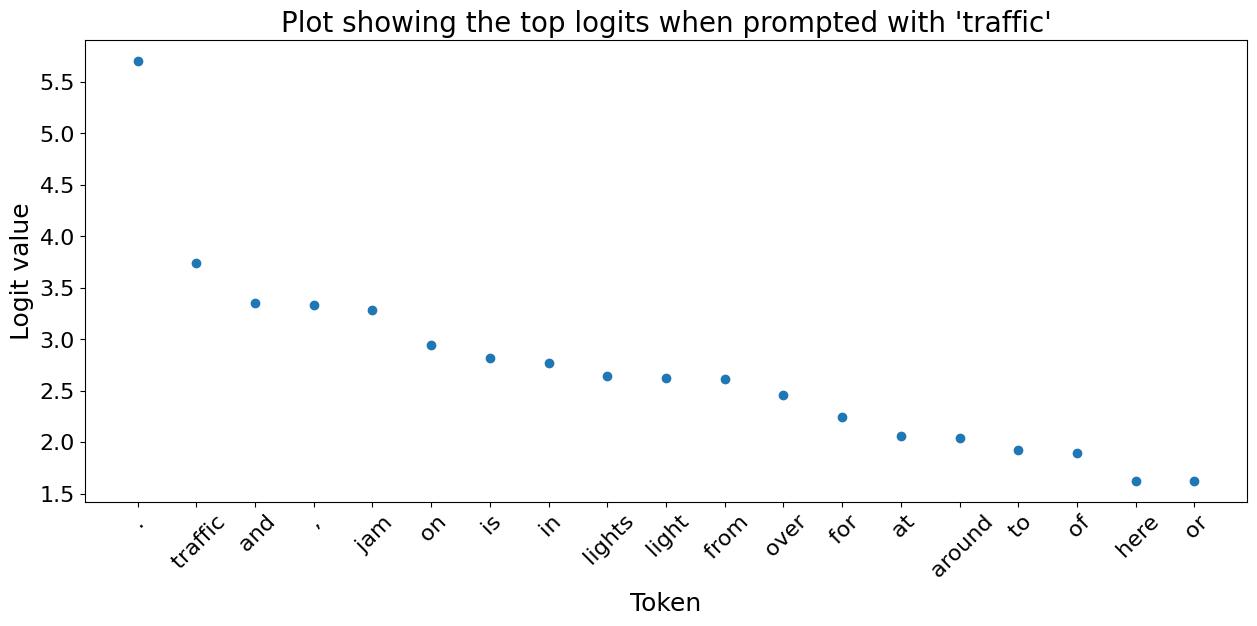 Plot showing the top logits when prompted with 'traffic'
Logit value
5.5
5.0
4.5
4.0
3.5
3.0
2.5
2.0
1.5
. traffic and , jam on is in lights light from over for at around to of here or
Token